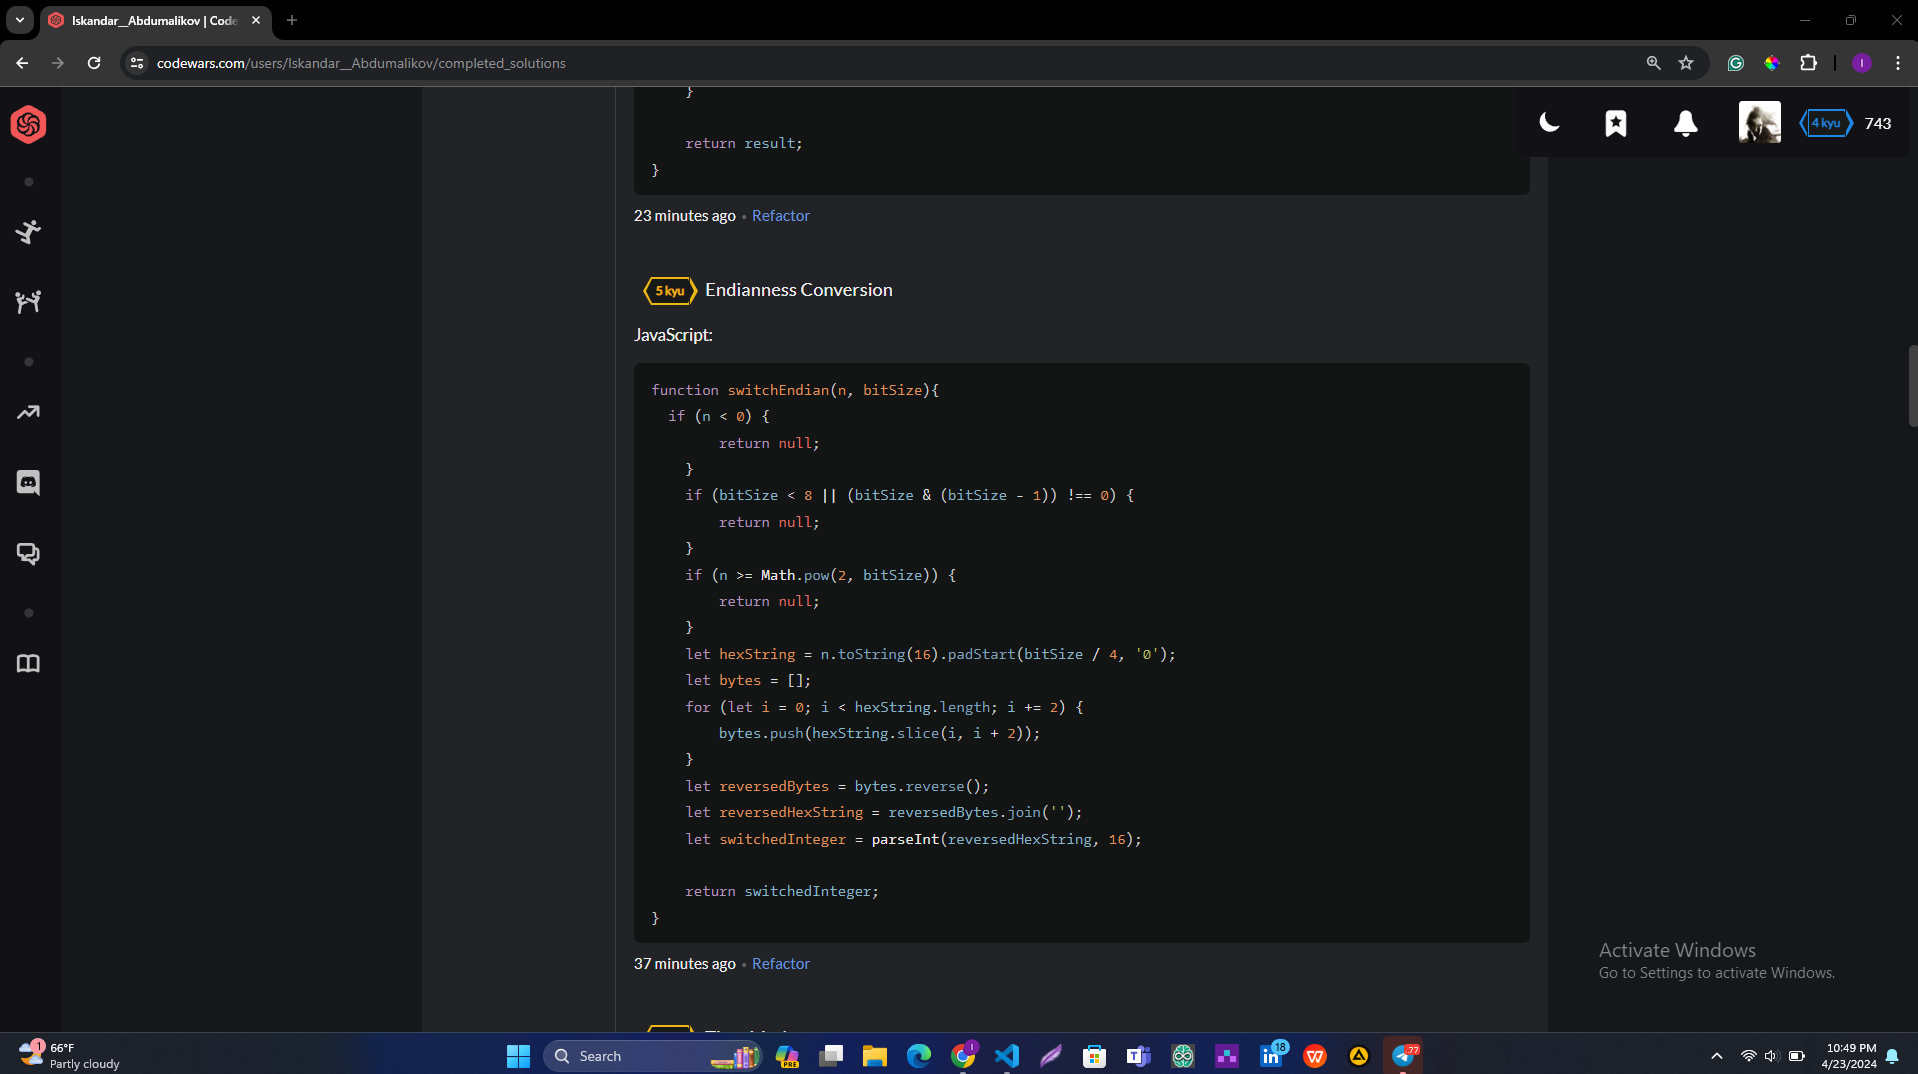 Iskandar__Abdumalikov | Code
codewars.com/users/Iskandar__Abdumalikov/completed_solutions
I
4 kyu 743
}
return result;
}
23 minutes ago • Refactor
5 kyu Endianness Conversion
JavaScript:
function switchEndian(n, bitSize){
if (n < 0) {
return null;
}
if (bitSize < 8 || (bitSize & (bitSize - 1)) !== 0) {
return null;
}
if (n >= Math.pow(2, bitSize)) {
return null;
}
let hexString = n.toString(16).padStart(bitSize / 4, '0');
let bytes = [];
for (let i = 0; i < hexString.length; i += 2) {
bytes.push(hexString.slice(i, i + 2));
}
let reversedBytes = bytes.reverse();
let reversedHexString = reversedBytes.join('');
let switchedInteger = parseInt(reversedHexString, 16);
return switchedInteger;
}
37 minutes ago • Refactor
Activate Windows
Go to Settings to activate Windows.
1
66°F
Partly cloudy
Search
PRE
18
77
10:49 PM
4/23/2024